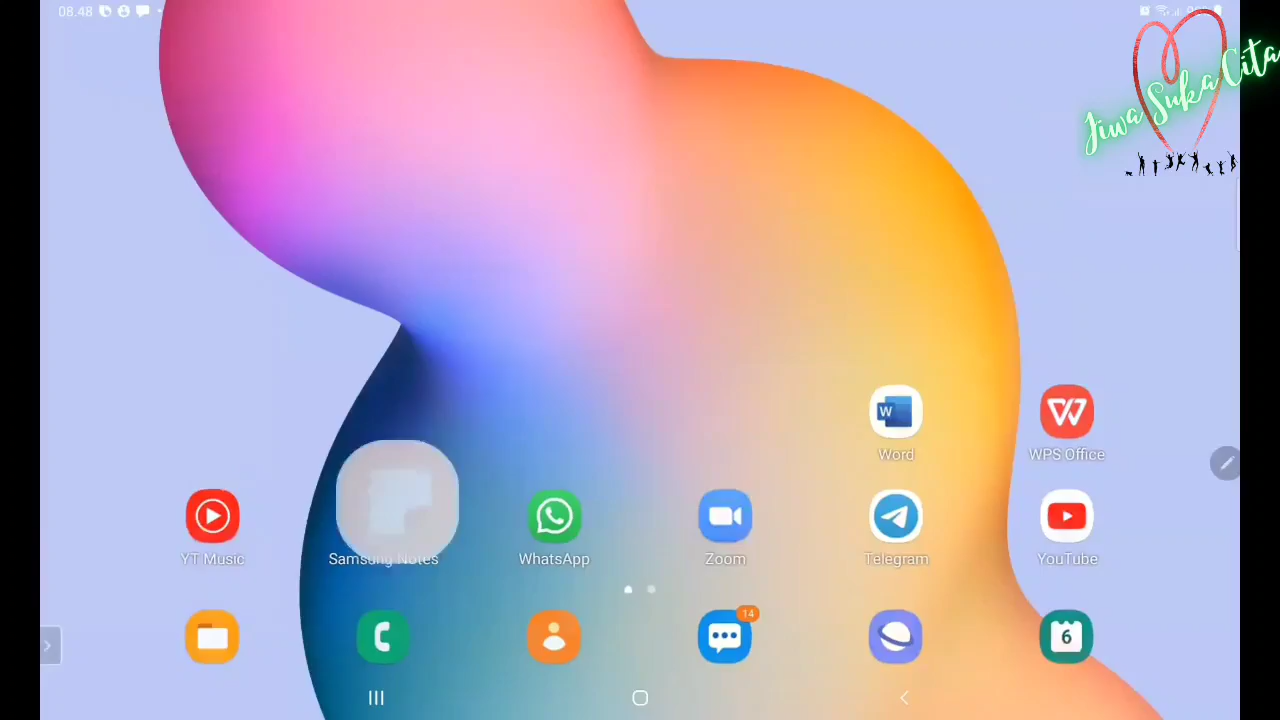 08.48
Jiwa Suka Cita
W
Word
WPS Office
YT Music
Samsung Notes
WhatsApp
Zoom
Telegram
YouTube
14
6